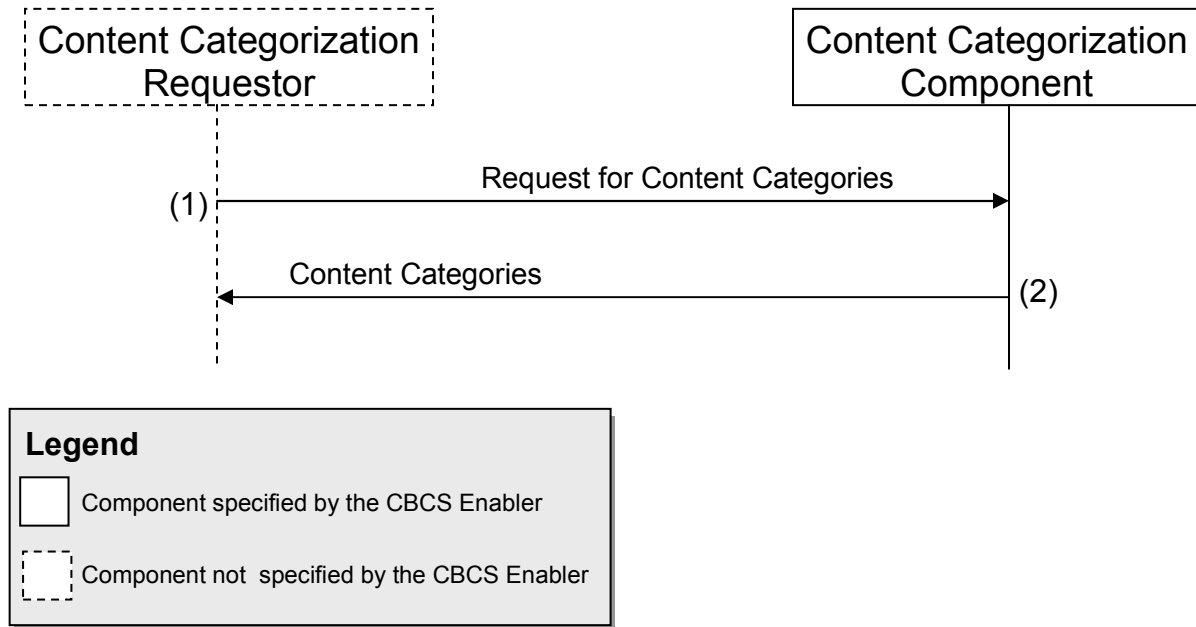 Content Categorization
Requestor
Content Categorization
Component
Request for Content Categories
(1)
Content Categories
(2)
Legend
Component specified by the CBCS Enabler
Component not  specified by the CBCS Enabler